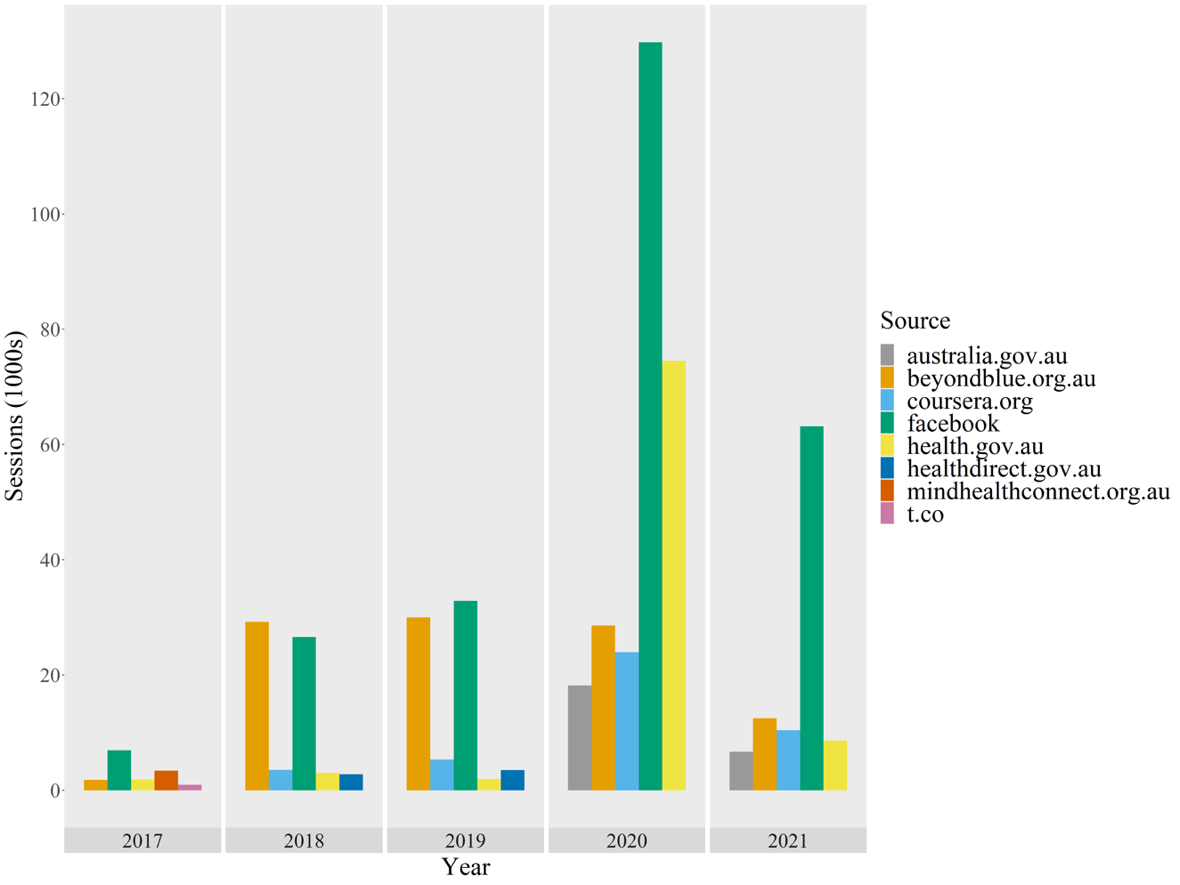 Sessions (1000s)
120
100
80
60
40
20
0
2017 2018 2019 2020 2021
Year
Source
australia.gov.au
beyondblue.org.au
coursera.org
facebook
health.gov.au
healthdirect.gov.au
mindhealthconnect.org.au
t.co